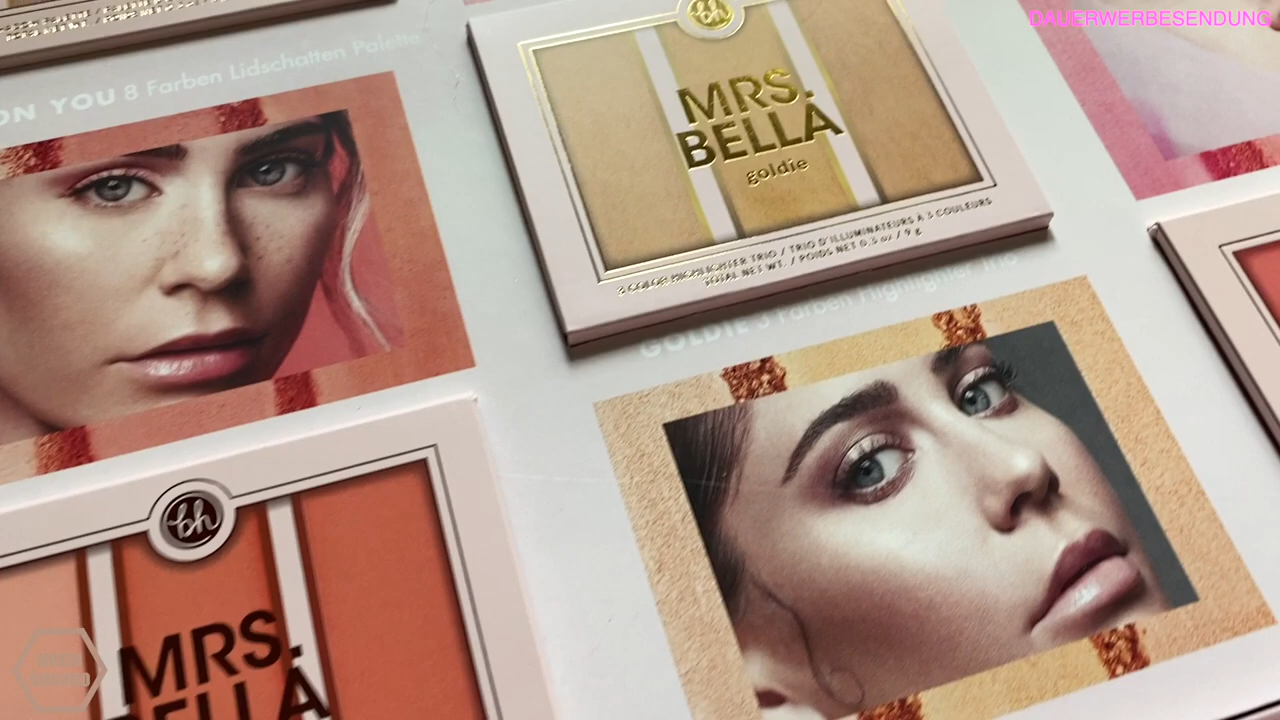 DAUERWERBESENDUNG
ON YOU 8 Farben Lidschatten Palette
bh
MRS.
BELLA
goldie
3 COLOR HIGHLIGHTER TRIO / TRIO D'ILLUMINATEURS À 3 COULEURS
TOTAL NET WT. / POIDS NET 0.3 oz / 9 g
GOLDIE 3 Farben Highlighter Trio
bh
MRS.
BELLA